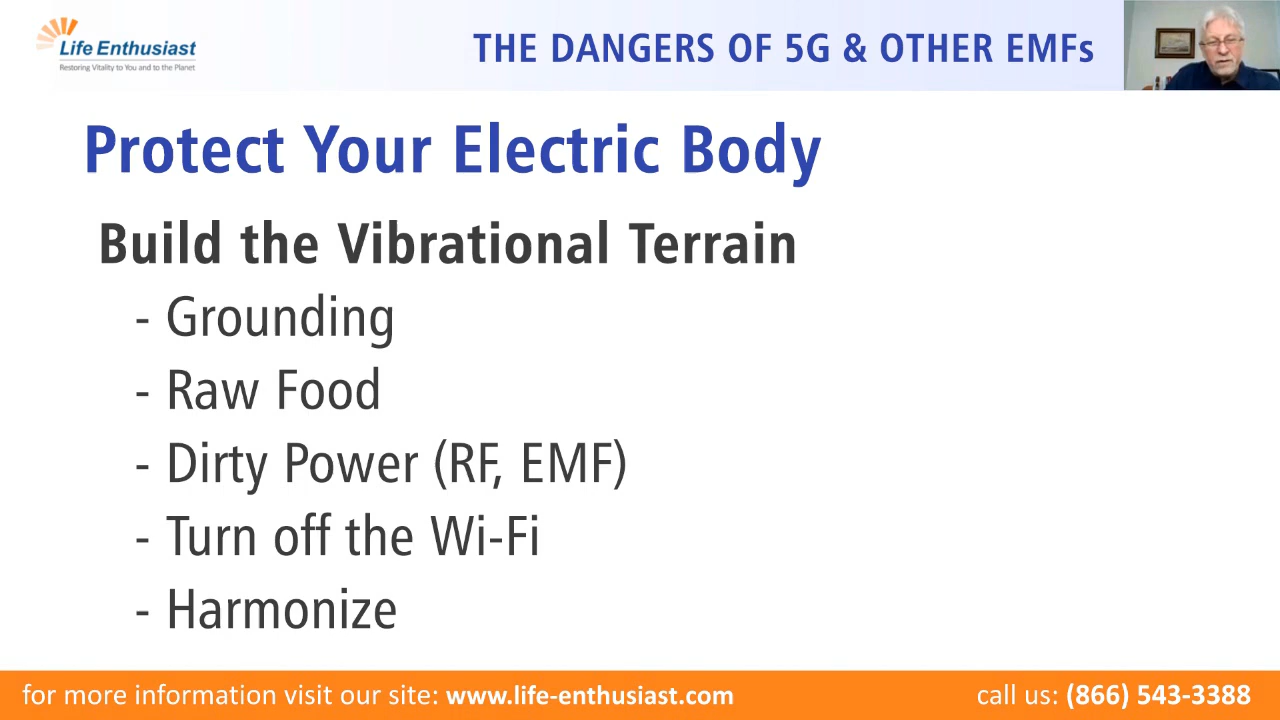 Life Enthusiast
Restoring Vitality to You and to the Planet
THE DANGERS OF 5G & OTHER EMFs
Protect Your Electric Body
Build the Vibrational Terrain
- Grounding
- Raw Food
- Dirty Power (RF, EMF)
- Turn off the Wi-Fi
- Harmonize
for more information visit our site: www.life-enthusiast.com
call us: (866) 543-3388